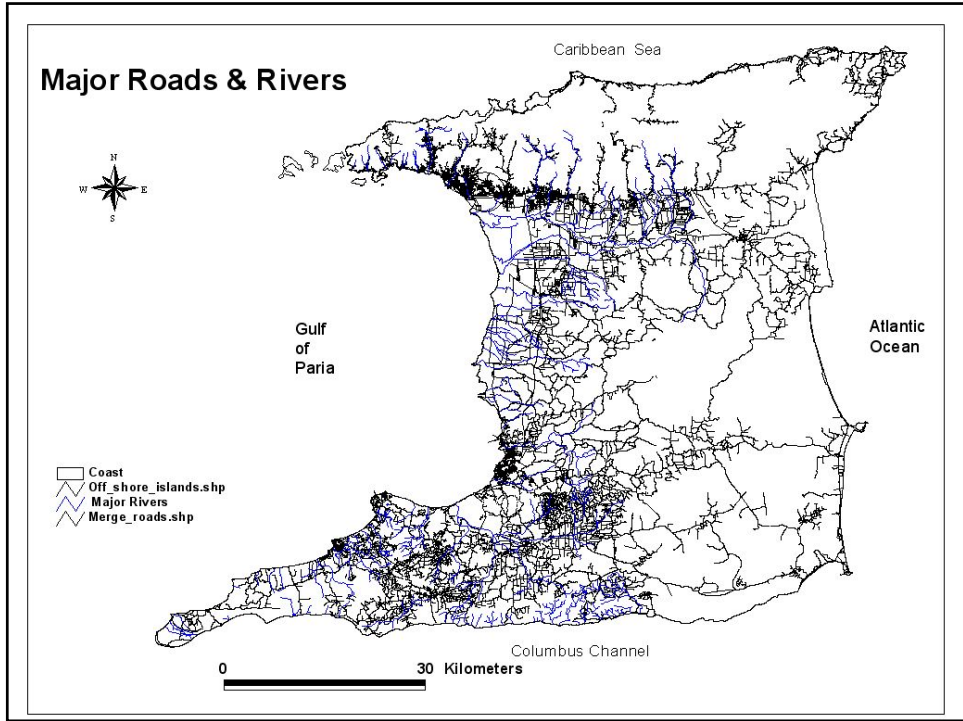 Caribbean Sea
Major Roads & Rivers
N
W E
S
Gulf
of
Paria
Atlantic
Ocean
Coast
Off_shore_islands.shp
Major Rivers
Merge_roads.shp
Columbus Channel
0 30 Kilometers